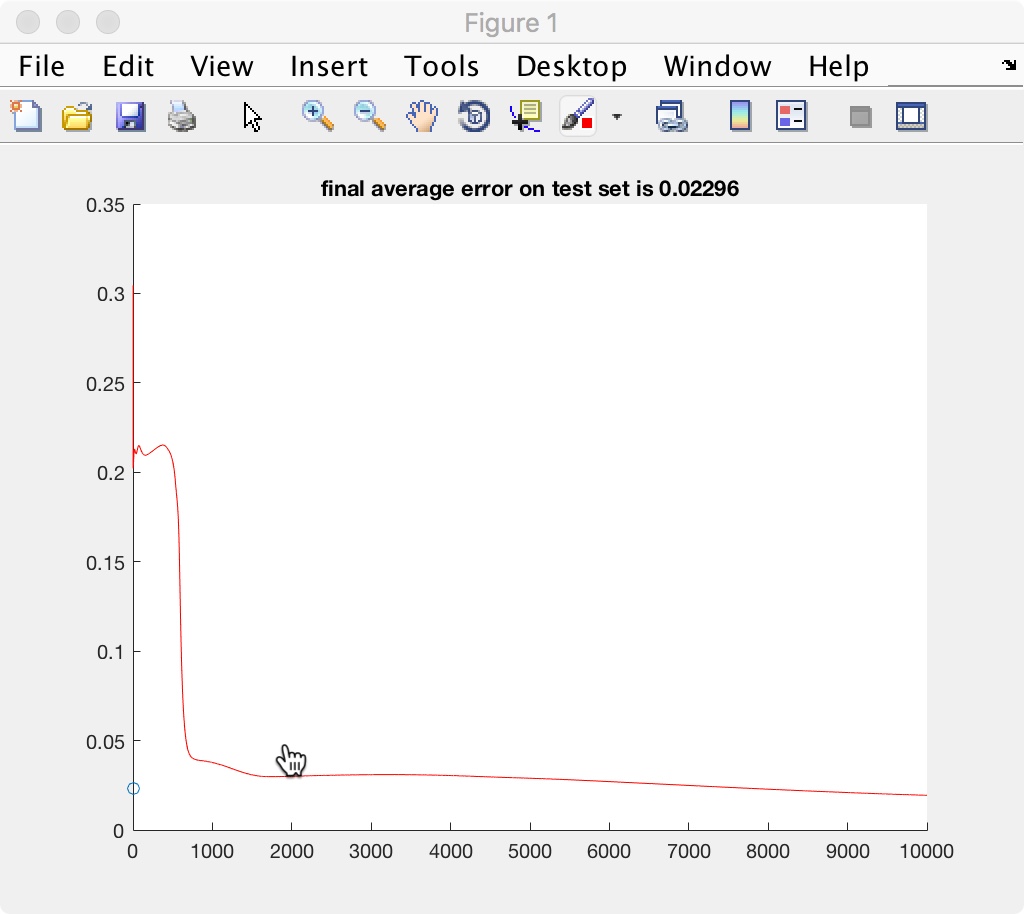 Figure 1
File Edit View Insert Tools Desktop Window Help
final average error on test set is 0.02296
0.35
0.3
0.25
0.2
0.15
0.1
0.05
0
0 1000 2000 3000 4000 5000 6000 7000 8000 9000 10000